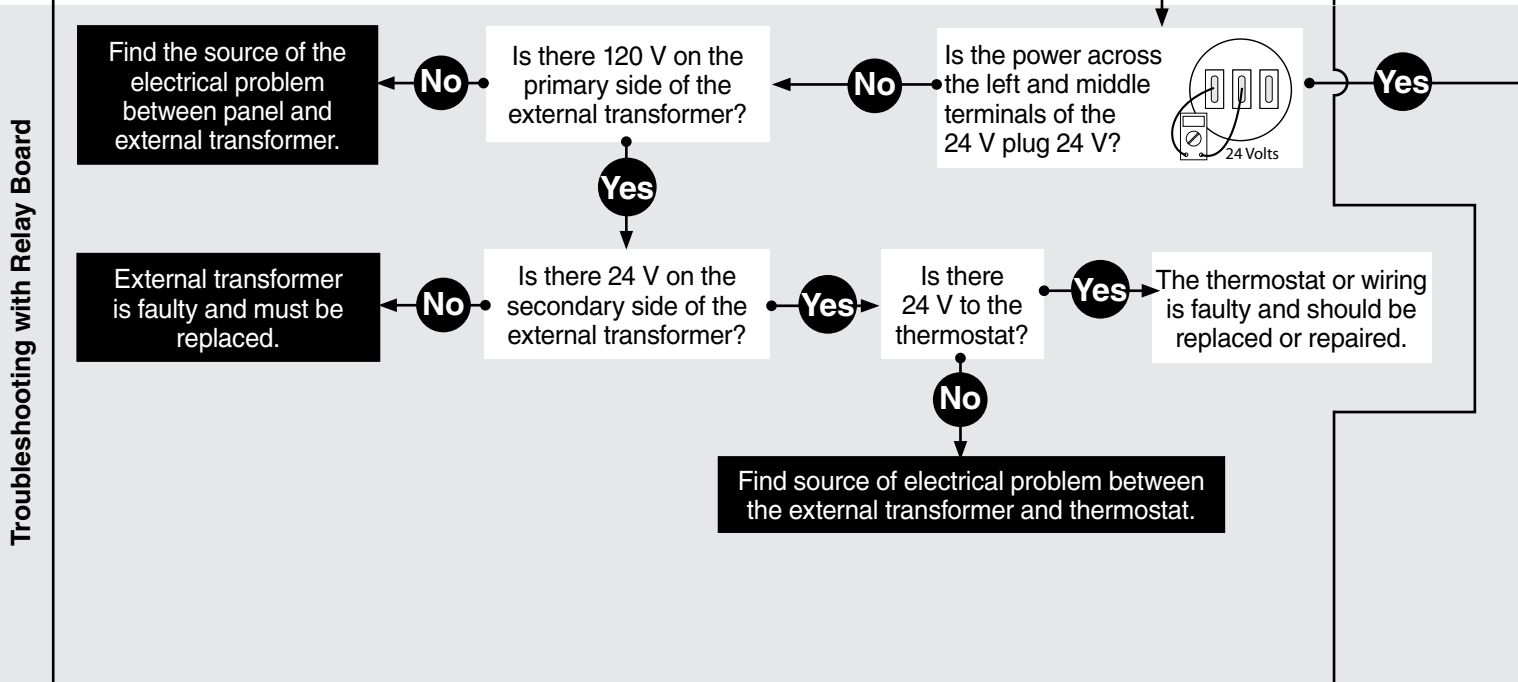 Troubleshooting with Relay Board
Find the source of the
electrical problem
between panel and
external transformer.
No
Is there 120 V on the
primary side of the
external transformer?
No
Is the power across
the left and middle
terminals of the
24 V plug 24 V?
24 Volts
Yes
Yes
External transformer
is faulty and must be
replaced.
No
Is there 24 V on the
secondary side of the
external transformer?
Yes
Is there
24 V to the
thermostat?
Yes
The thermostat or wiring
is faulty and should be
replaced or repaired.
No
Find source of electrical problem between
the external transformer and thermostat.